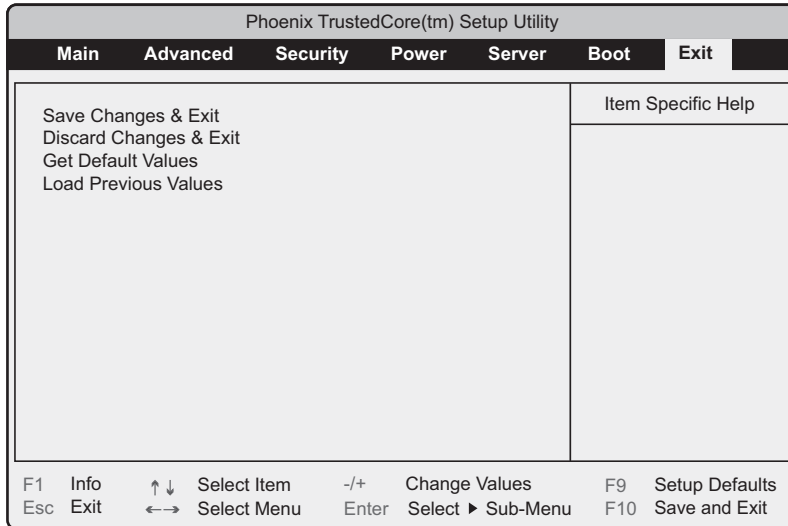 Phoenix TrustedCore(tm) Setup Utility
Main Advanced Security Power Server Boot Exit
Item Specific Help
Save Changes & Exit
Discard Changes & Exit
Get Default Values
Load Previous Values
F1 Info ↑↓ Select Item -/+ Change Values F9 Setup Defaults
Esc Exit ←→ Select Menu Enter Select ▶ Sub-Menu F10 Save and Exit